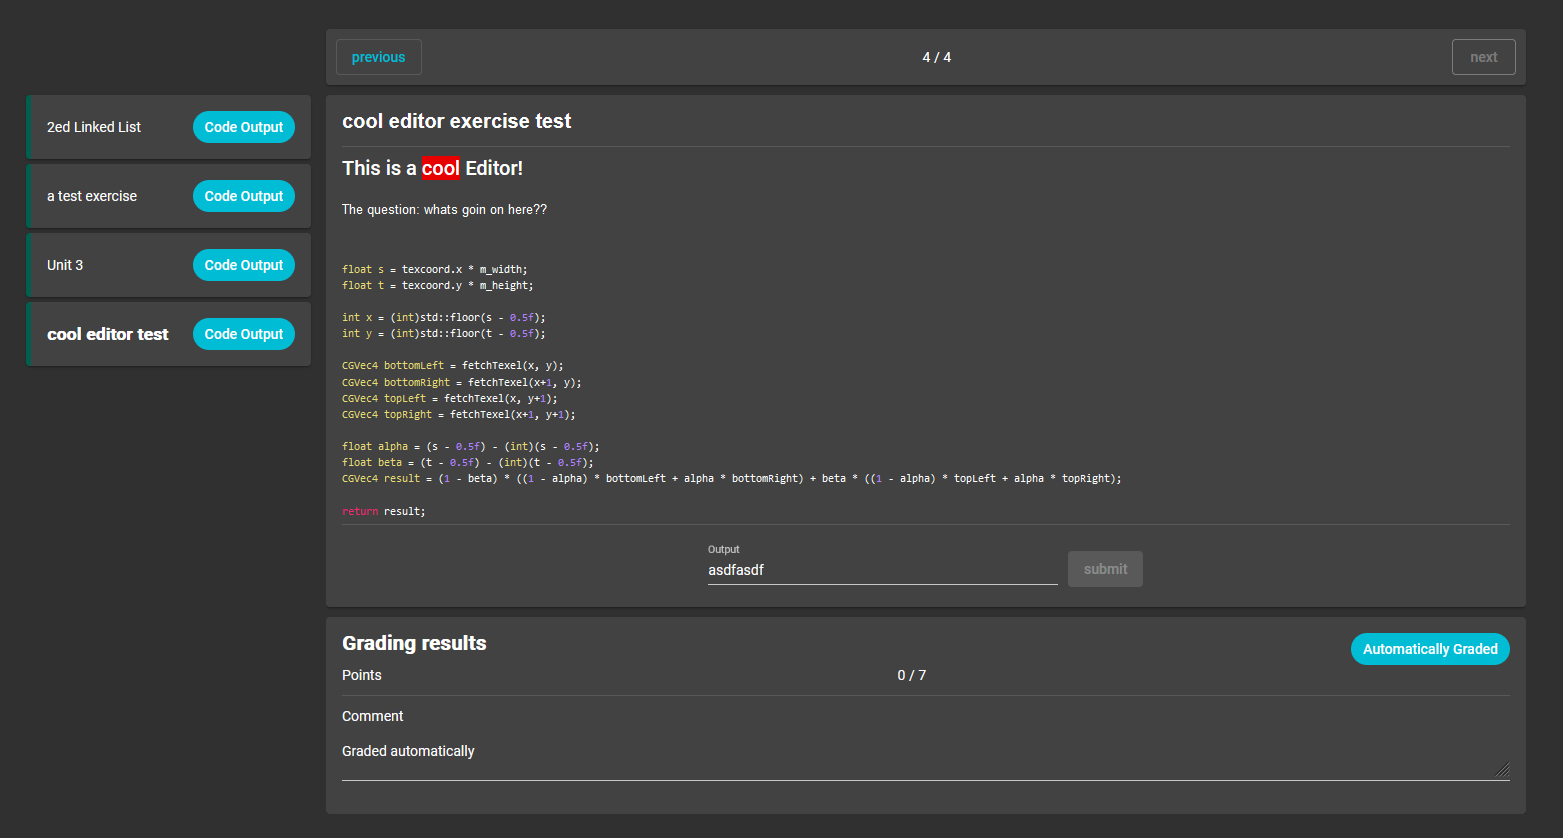 previous
4 / 4
next
2ed Linked List
Code Output
a test exercise
Code Output
Unit 3
Code Output
cool editor test
Code Output
cool editor exercise test
This is a cool Editor!
The question: whats goin on here??
float s = texcoord.x * m_width;
float t = texcoord.y * m_height;
int x = (int)std::floor(s - 0.5f);
int y = (int)std::floor(t - 0.5f);
CGVec4 bottomLeft = fetchTexel(x, y);
CGVec4 bottomRight = fetchTexel(x+1, y);
CGVec4 topLeft = fetchTexel(x, y+1);
CGVec4 topRight = fetchTexel(x+1, y+1);
float alpha = (s - 0.5f) - (int)(s - 0.5f);
float beta = (t - 0.5f) - (int)(t - 0.5f);
CGVec4 result = (1 - beta) * ((1 - alpha) * bottomLeft + alpha * bottomRight) + beta * ((1 - alpha) * topLeft + alpha * topRight);
return result;
Output
asdfasdf
submit
Grading results
Automatically Graded
Points
0 / 7
Comment
Graded automatically